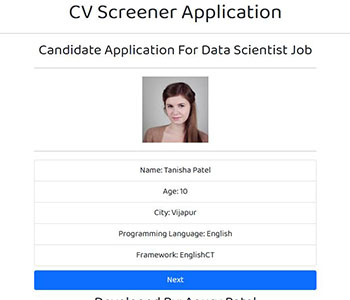 CV Screener Application
Candidate Application For Data Scientist Job
Name: Tanisha Patel
Age: 10
City: Vijapur
Programming Language: English
Framework: EnglishCT
Next